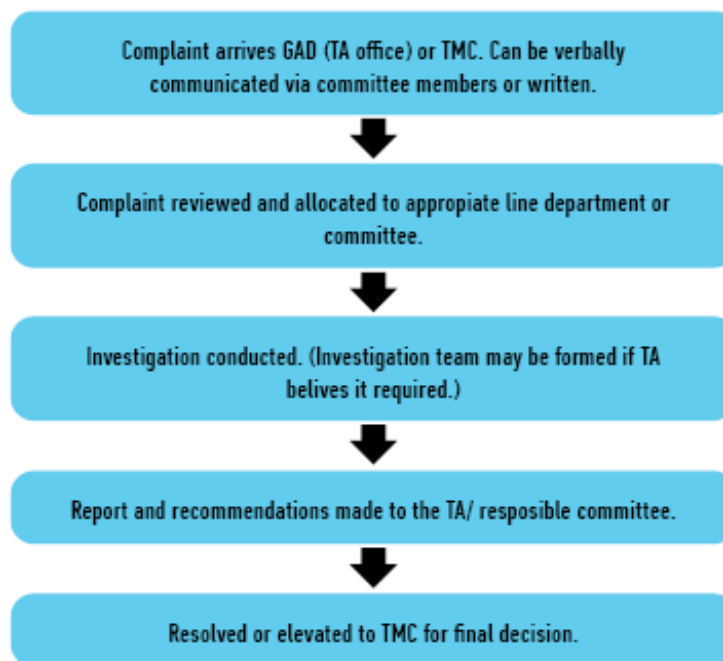 Complaint arrives GAD (TA office) or TMC. Can be verbally
communicated via committee members or written.
Complaint reviewed and allocated to appropiate line department or
committee.
Investigation conducted. (Investigation team may be formed if TA
belives it required.)
Report and recommendations made to the TA/ resposible committee.
Resolved or elevated to TMC for final decision.